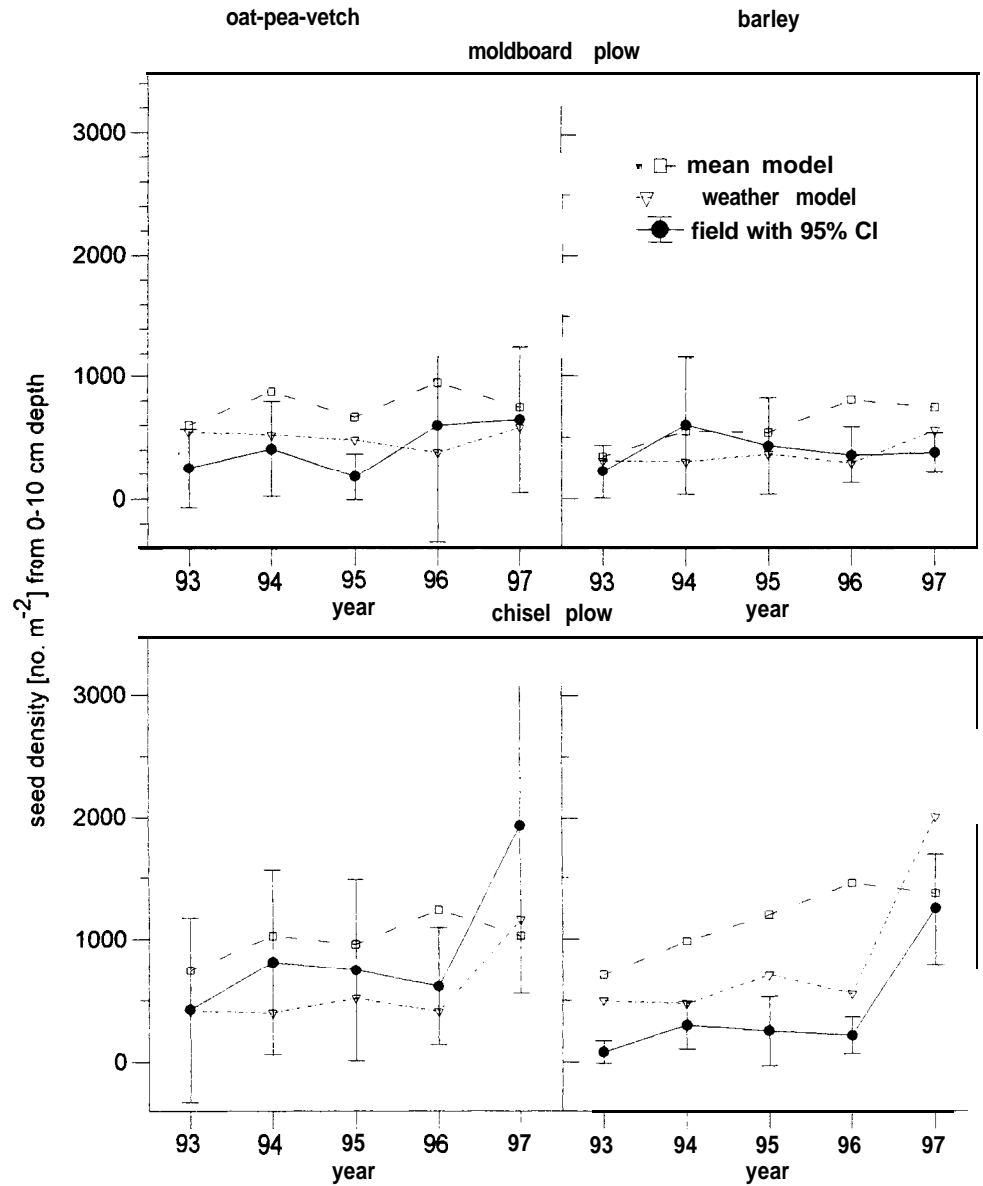 oat-pea-vetch barley
moldboard plow
3000
2000
1000
0
mean model
weather model
field with 95% CI
93 94 95 96 97 93 94 95 96 97
year year
chisel plow
seed density [no. m-2] from 0-10 cm depth
3000
2000
1000
0
93 94 95 96 97 93 94 95 96 97
year year